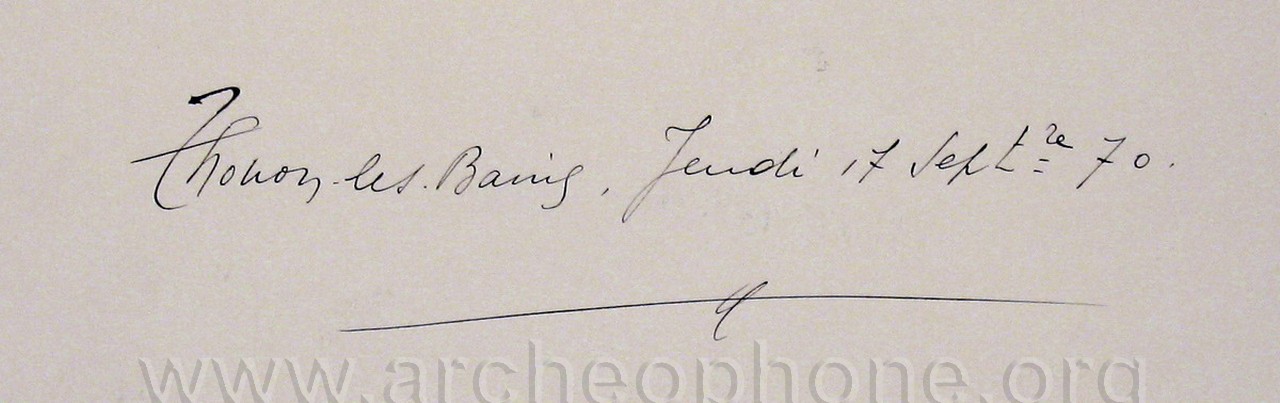 Thonon-les-Bains, Jeudi 17 Septre 70.
www.archeophone.org